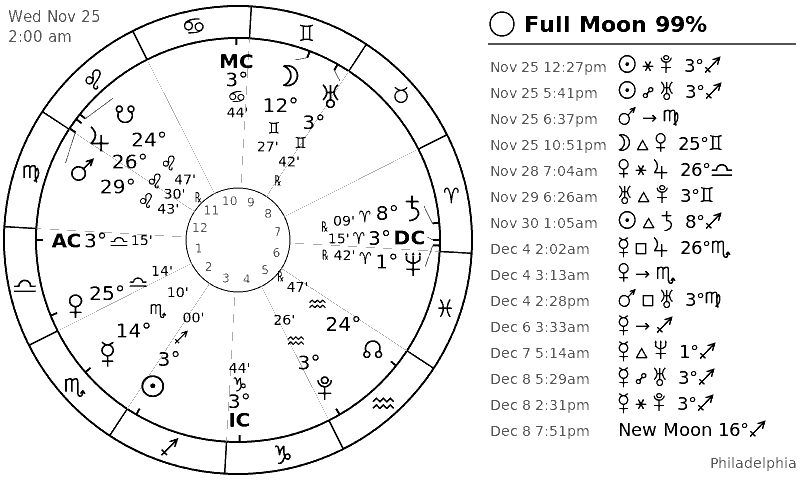 Wed Nov 25
2:00 am
MC
3°
♋
44'
☽
12°
♊
27'
♅
3°
♊
42'
℞
☋
24°
♌
47'
℞
♃
26°
♌
30'
♂
29°
♌
43'
AC 3° ♎ 15'
♀ 25° ♎ 14'
☿ 14° ♏ 10'
☉ 3° ♐ 00'
44'
♑
3°
IC
♇ 3° ♒ 26'
☊ 24° ♒ 47' ℞
℞ 09' ♈ 8° ♄
15' ♈ 3° DC
℞ 42' ♈ 1° ♆
1
2
3
4
5
6
7
8
9
10
11
12
♋
♊
♉
♈
♓
♒
♑
♐
♏
♎
♍
♌
Full Moon 99%
Nov 25 12:27pm ☉ ⚹ ♇ 3°♐
Nov 25 5:41pm ☉ ☍ ♅ 3°♐
Nov 25 6:37pm ♂ → ♍
Nov 25 10:51pm ☽ △ ♀ 25°♊
Nov 28 7:04am ♀ ⚹ ♃ 26°♎
Nov 29 6:26am ♅ △ ♇ 3°♊
Nov 30 1:05am ☉ △ ♄ 8°♐
Dec 4 2:02am ☿ □ ♃ 26°♏
Dec 4 3:13am ♀ → ♏
Dec 4 2:28pm ♂ □ ♅ 3°♍
Dec 6 3:33am ☿ → ♐
Dec 7 5:14am ☿ △ ♆ 1°♐
Dec 8 5:29am ☿ ☍ ♅ 3°♐
Dec 8 2:31pm ☿ ⚹ ♇ 3°♐
Dec 8 7:51pm New Moon 16°♐
Philadelphia